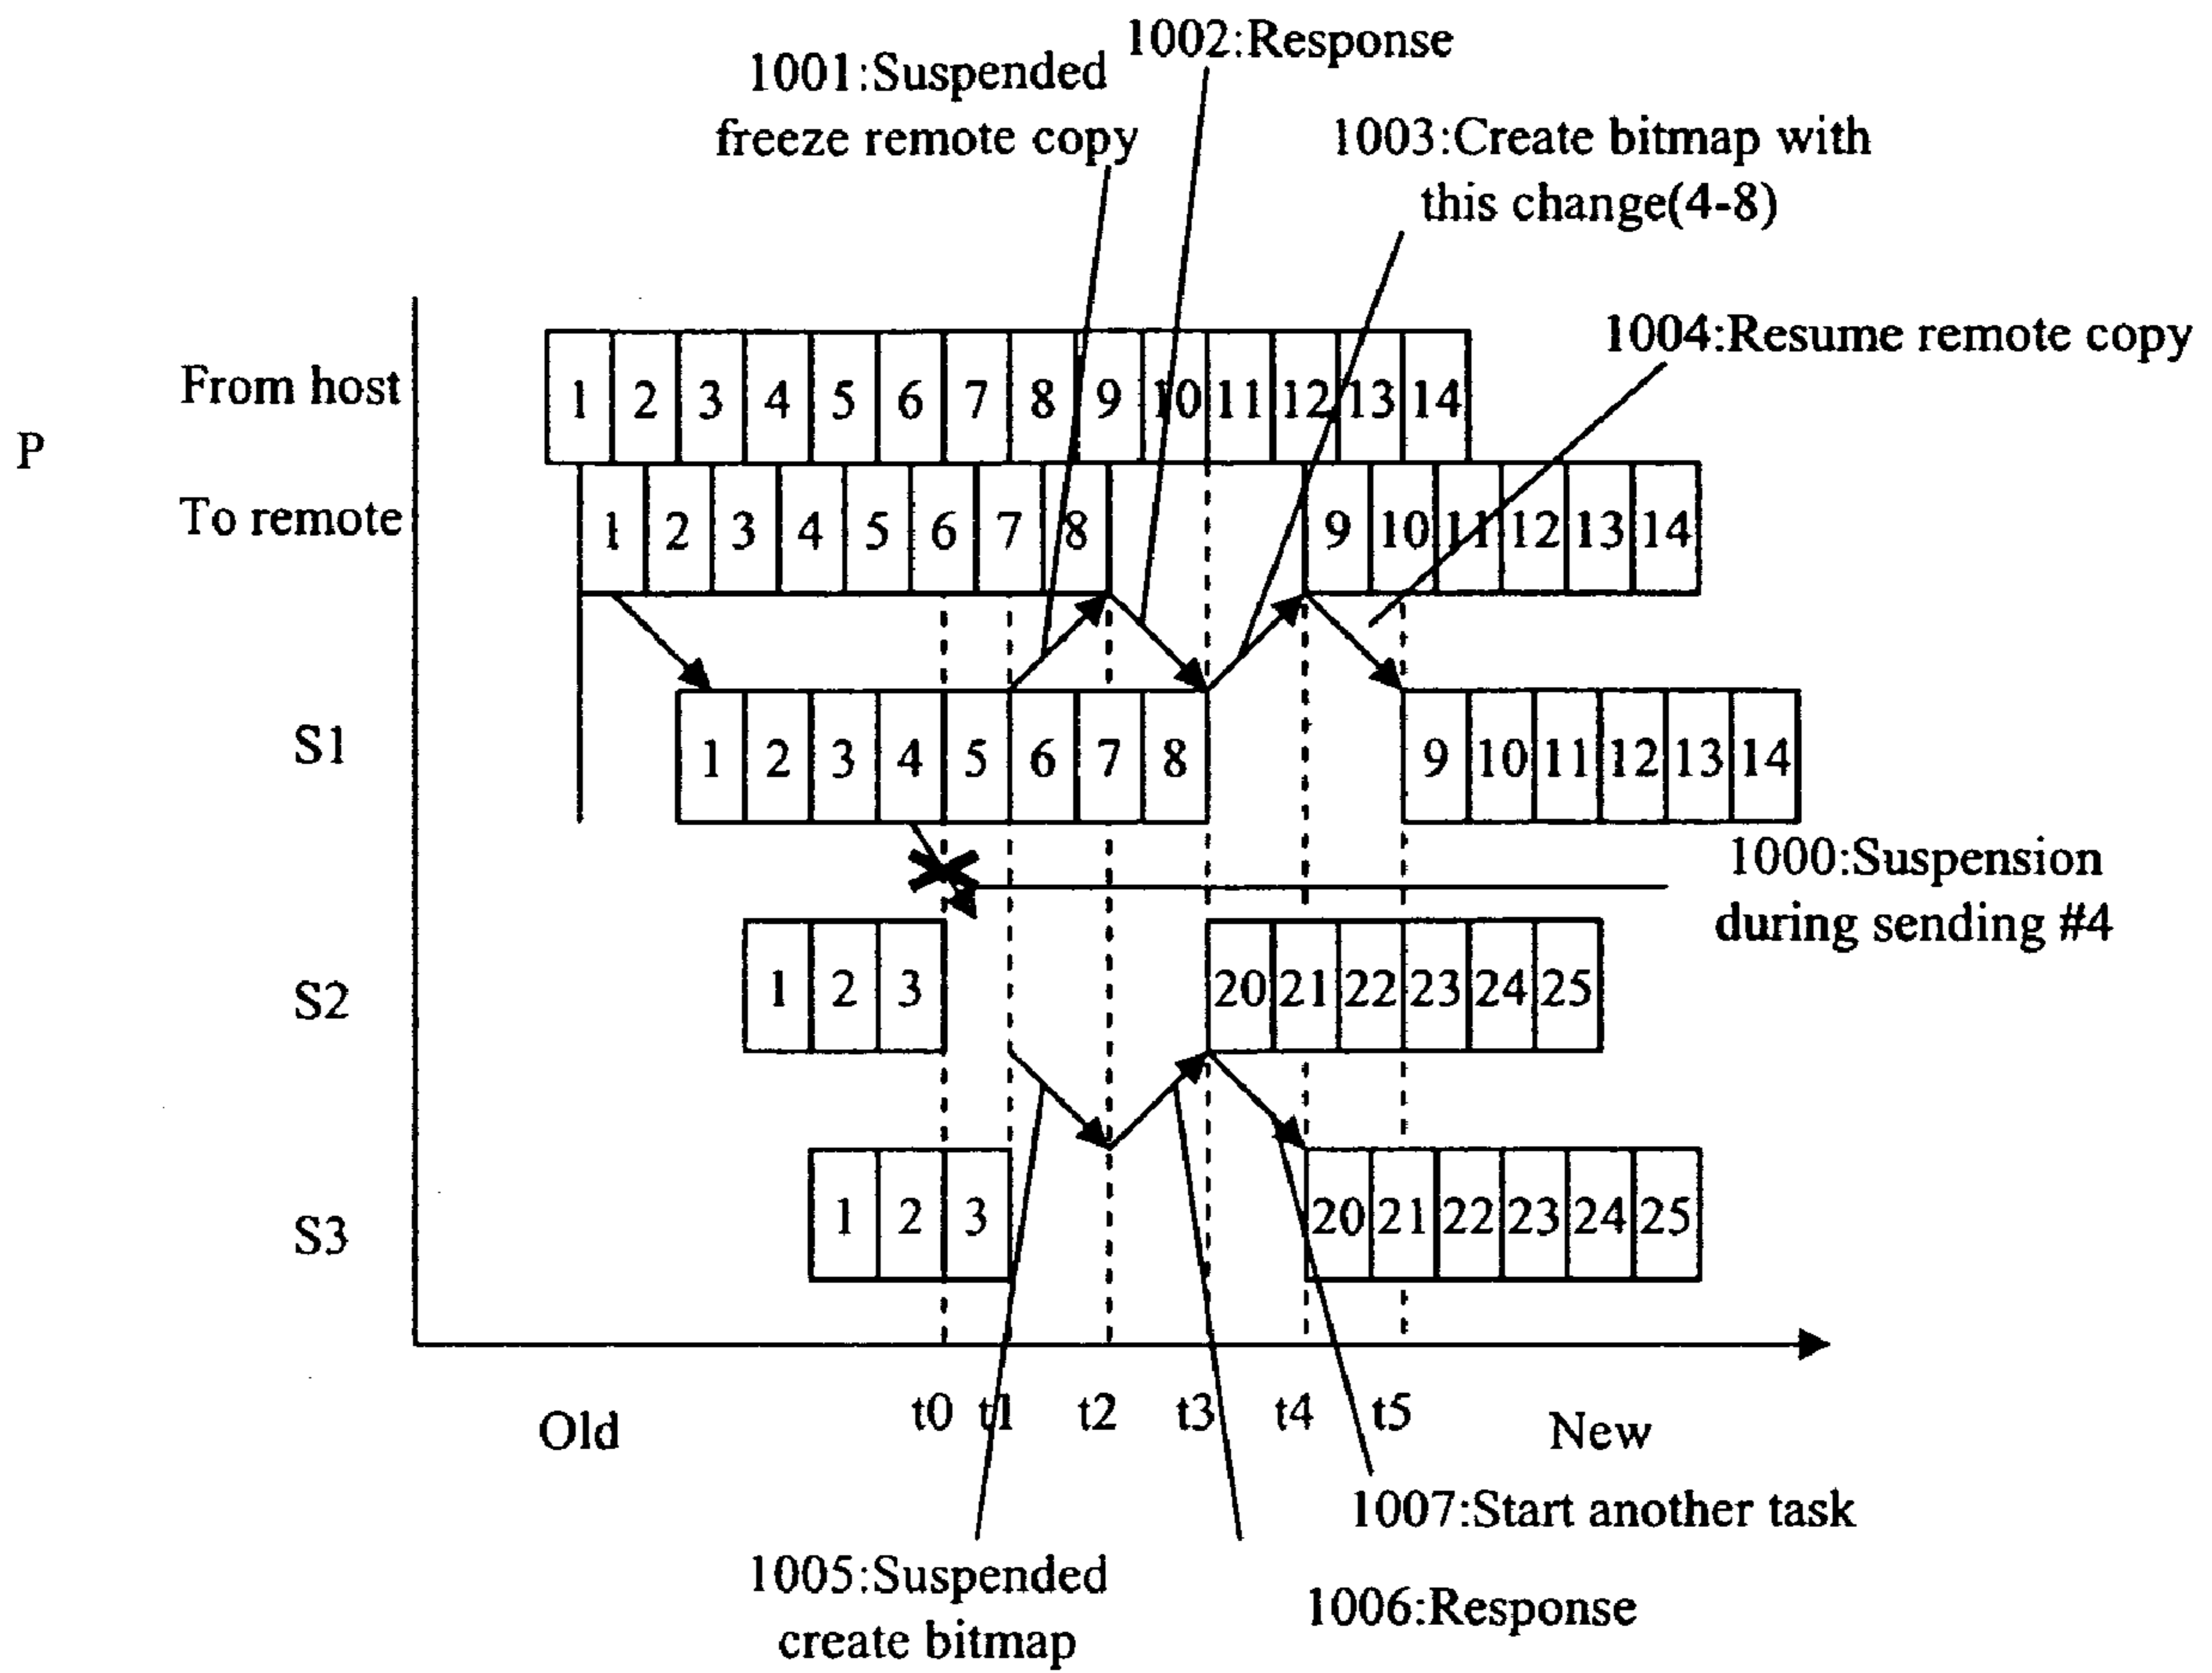 1002:Response
1001:Suspended
freeze remote copy
1003:Create bitmap with
this change(4-8)
1004:Resume remote copy
P
From host
1 2 3 4 5 6 7 8 9 10 11 12 13 14
To remote
1 2 3 4 5 6 7 8 9 10 11 12 13 14
S1
1 2 3 4 5 6 7 8 9 10 11 12 13 14
1000:Suspension
during sending #4
S2
1 2 3 20 21 22 23 24 25
S3
1 2 3 20 21 22 23 24 25
t0 t1 t2 t3 t4 t5
Old New
1007:Start another task
1005:Suspended
create bitmap
1006:Response